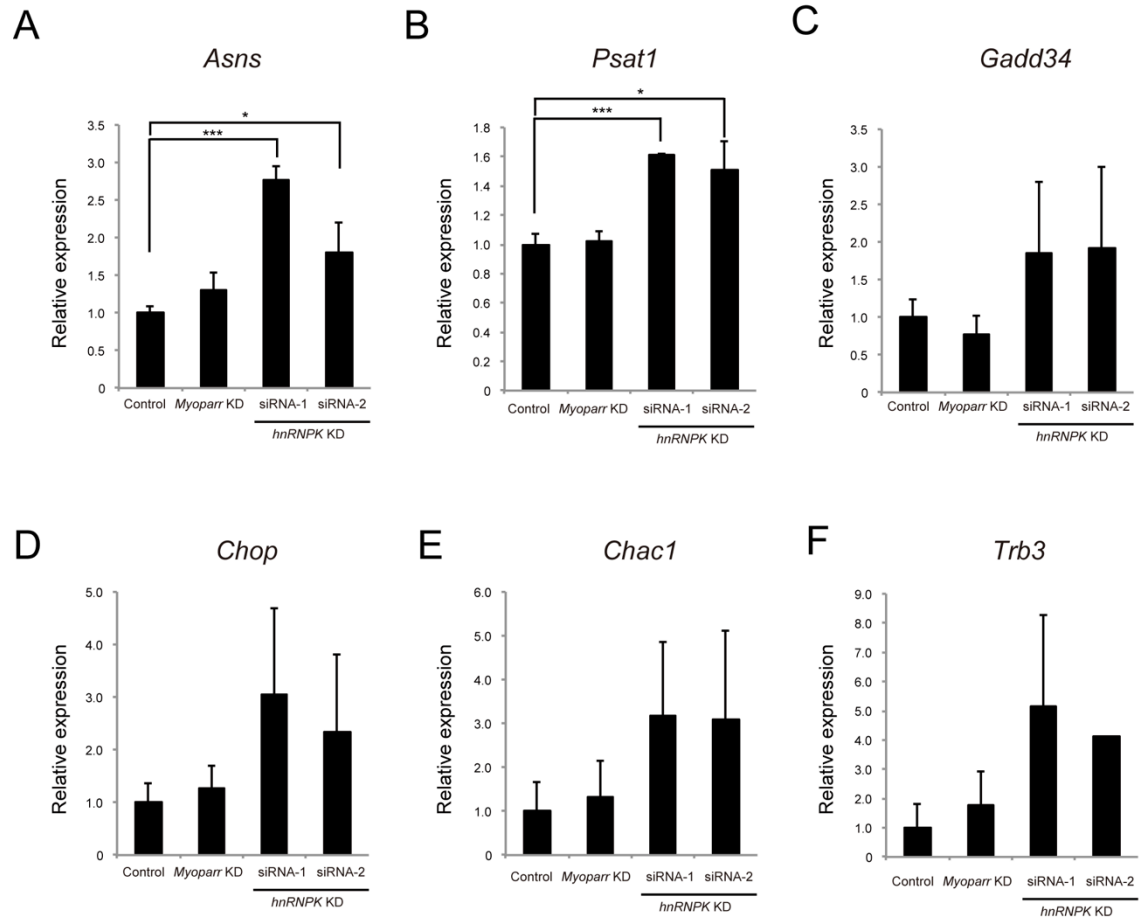 A
Asns
*
***
Relative expression
3.5
3.0
2.5
2.0
1.5
1.0
0.5
0
Control Myoparr KD siRNA-1 siRNA-2
hnRNPK KD
B
Psat1
*
***
Relative expression
1.8
1.6
1.4
1.2
1.0
0.8
0.6
0.4
0.2
0
Control Myoparr KD siRNA-1 siRNA-2
hnRNPK KD
C
Gadd34
Relative expression
3.5
3.0
2.5
2.0
1.5
1.0
0.5
0
Control Myoparr KD siRNA-1 siRNA-2
hnRNPK KD
D
Chop
Relative expression
5.0
4.0
3.0
2.0
1.0
0
Control Myoparr KD siRNA-1 siRNA-2
hnRNPK KD
E
Chac1
Relative expression
6.0
5.0
4.0
3.0
2.0
1.0
0
Control Myoparr KD siRNA-1 siRNA-2
hnRNPK KD
F
Trb3
Relative expression
9.0
8.0
7.0
6.0
5.0
4.0
3.0
2.0
1.0
0
Control Myoparr KD siRNA-1 siRNA-2
hnRNPK KD